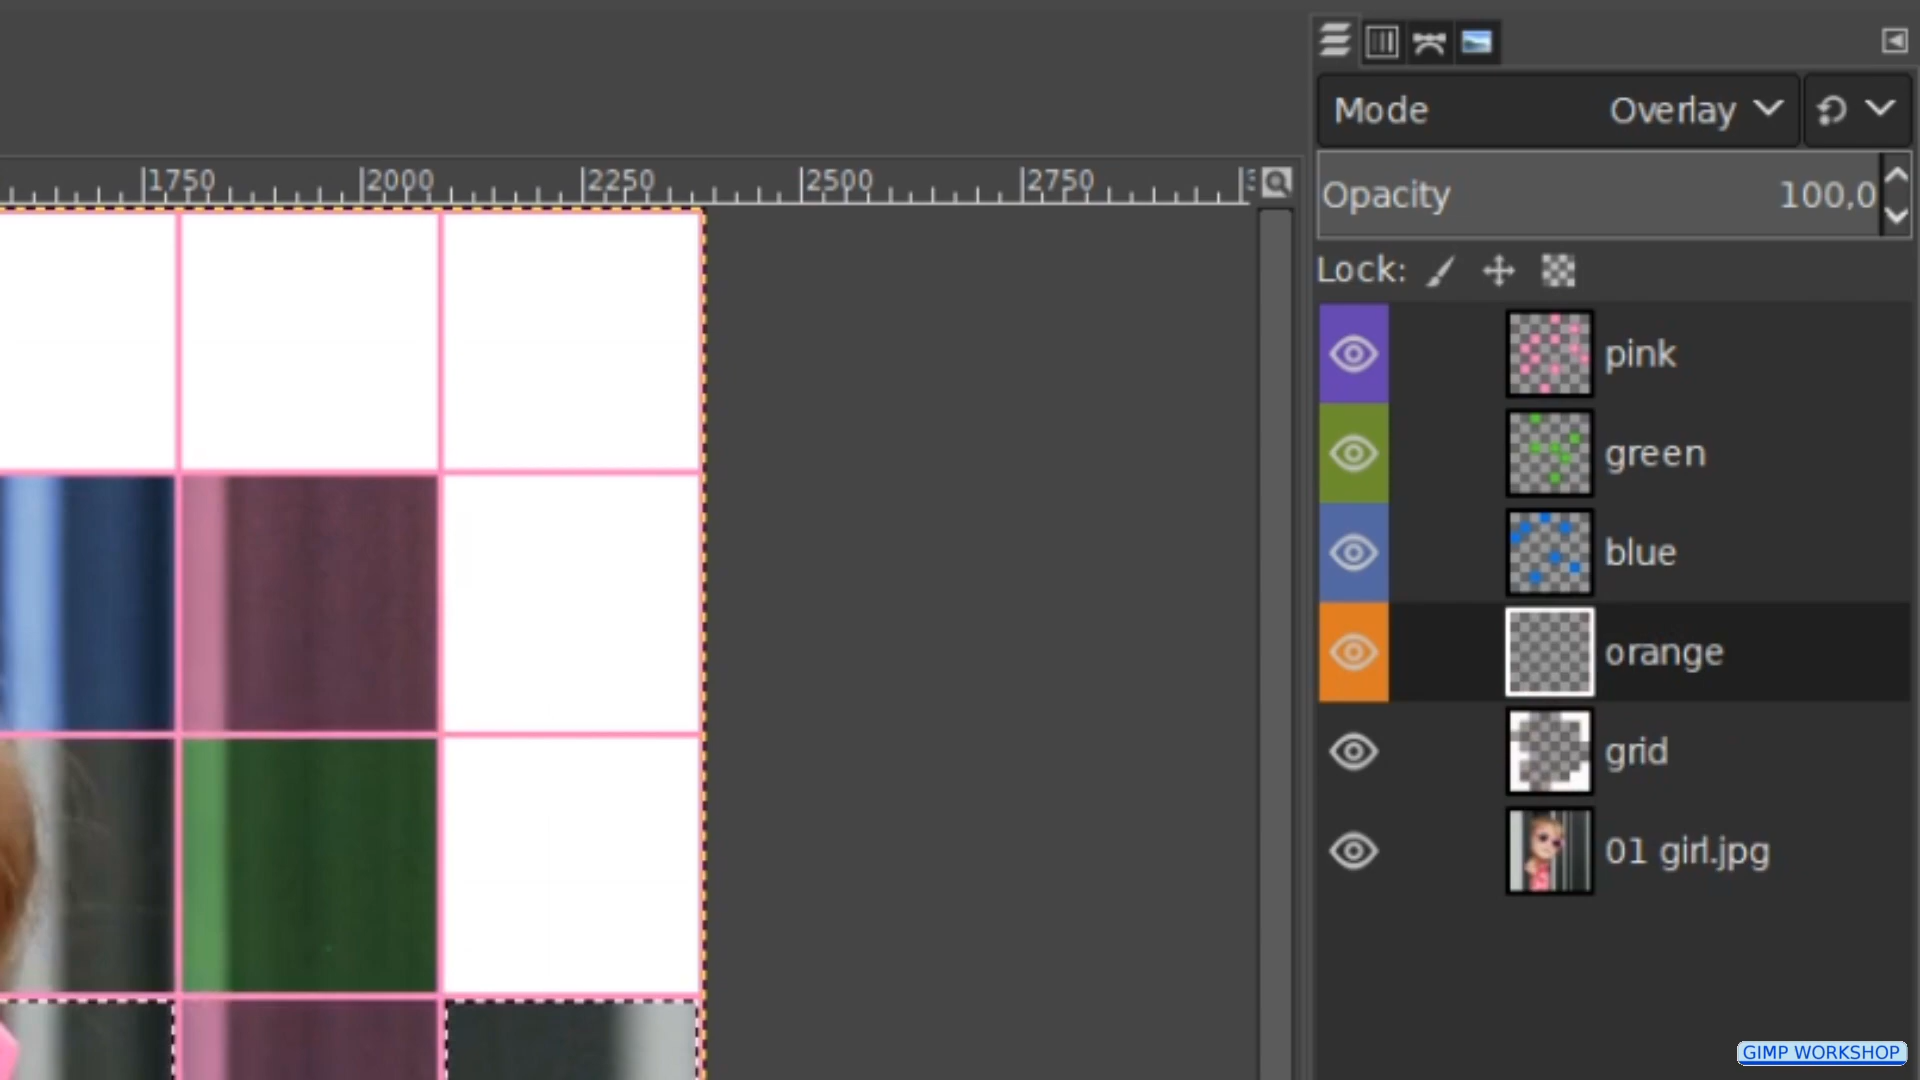 Mode Overlay
1750 2000 2250 2500 2750
Opacity 100,0
Lock:
pink
green
blue
orange
grid
01 girl.jpg
GIMP WORKSHOP